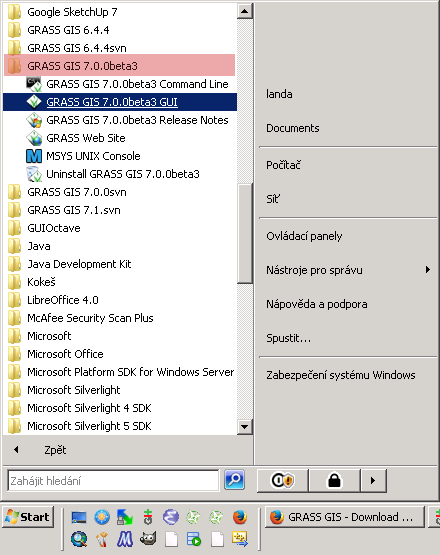 Google SketchUp 7
GRASS GIS 6.4.4
GRASS GIS 6.4.4svn
GRASS GIS 7.0.0beta3
GRASS GIS 7.0.0beta3 Command Line
GRASS GIS 7.0.0beta3 GUI
GRASS GIS 7.0.0beta3 Release Notes
GRASS Web Site
MSYS UNIX Console
Uninstall GRASS GIS 7.0.0beta3
GRASS GIS 7.0.0svn
GRASS GIS 7.1.svn
GUIOctave
Java
Java Development Kit
Kokeš
LibreOffice 4.0
McAfee Security Scan Plus
Microsoft
Microsoft Office
Microsoft Platform SDK for Windows Server
Microsoft Silverlight
Microsoft Silverlight 4 SDK
Microsoft Silverlight 5 SDK
Zpět
Zahájit hledání
landa
Documents
Počítač
Síť
Ovládací panely
Nástroje pro správu
Nápověda a podpora
Spustit...
Zabezpečení systému Windows
Start
GRASS GIS - Download ...